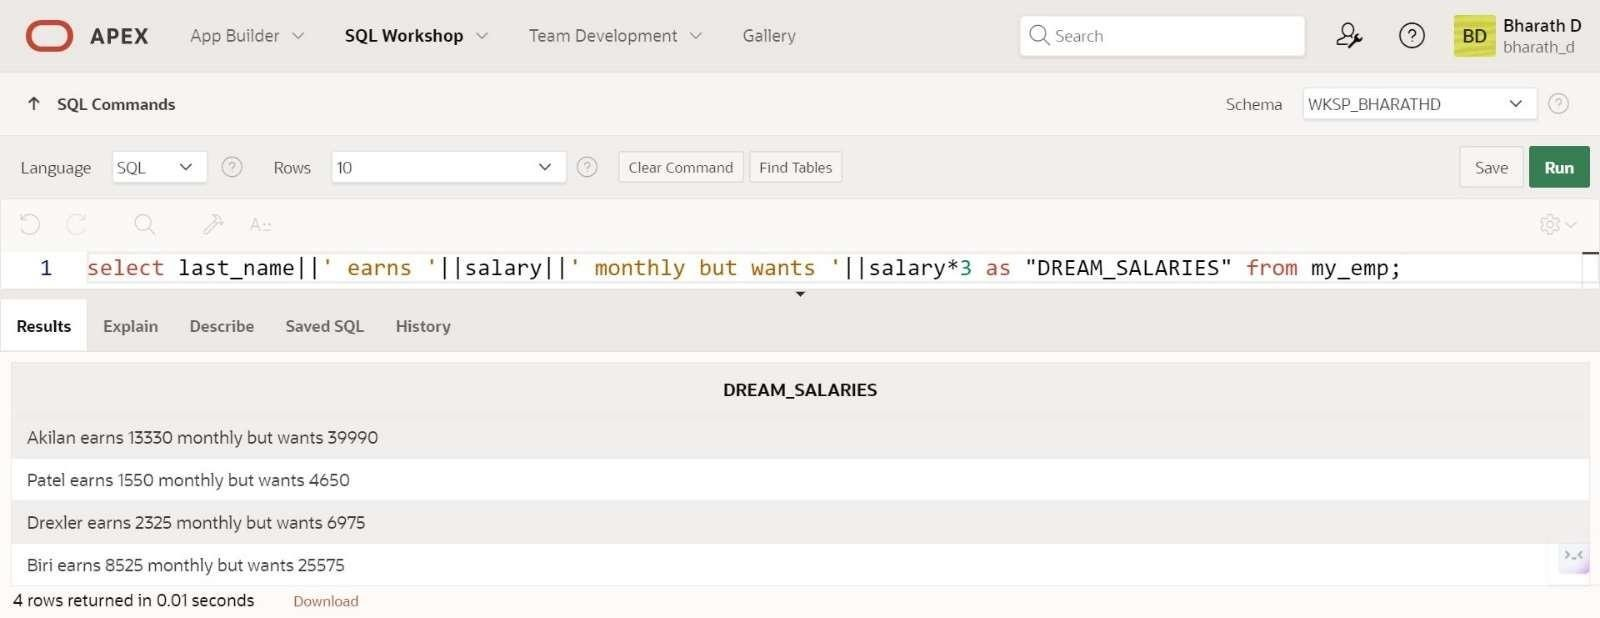 APEX App Builder SQL Workshop Team Development Gallery Search BD Bharath D
bharath_d
SQL Commands Schema WKSP_BHARATHD
Language SQL Rows 10 Clear Command Find Tables Save Run
A::
1 select last_name||' earns '||salary||' monthly but wants '||salary*3 as "DREAM_SALARIES" from my_emp;
Results Explain Describe Saved SQL History
DREAM_SALARIES
Akilan earns 13330 monthly but wants 39990
Patel earns 1550 monthly but wants 4650
Drexler earns 2325 monthly but wants 6975
Biri earns 8525 monthly but wants 25575
4 rows returned in 0.01 seconds Download